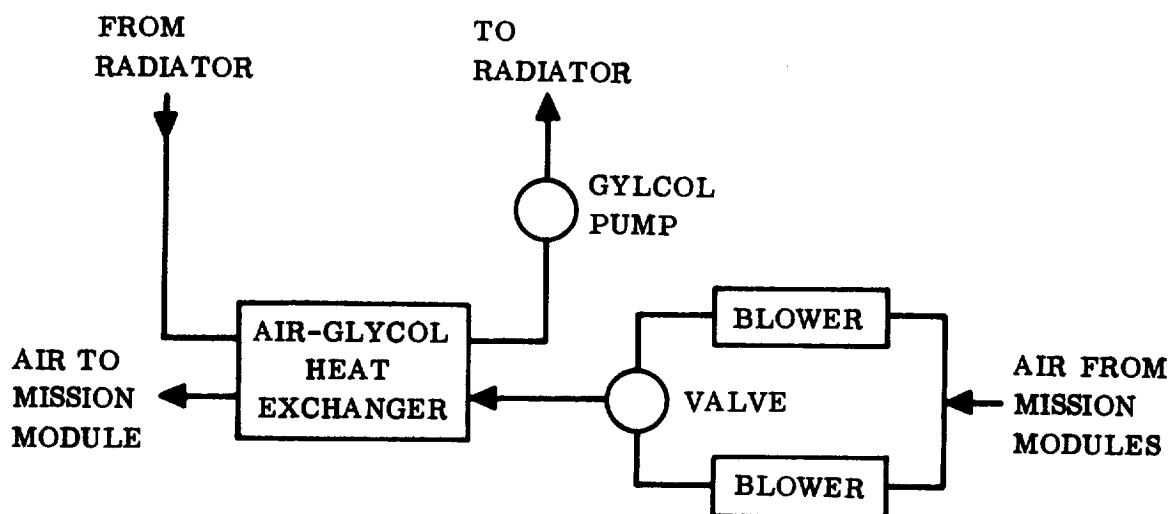 FROM
RADIATOR
TO
RADIATOR
GYLCOL
PUMP
AIR-GLYCOL
HEAT
EXCHANGER
AIR TO
MISSION
MODULE
BLOWER
VALVE
BLOWER
AIR FROM
MISSION
MODULES